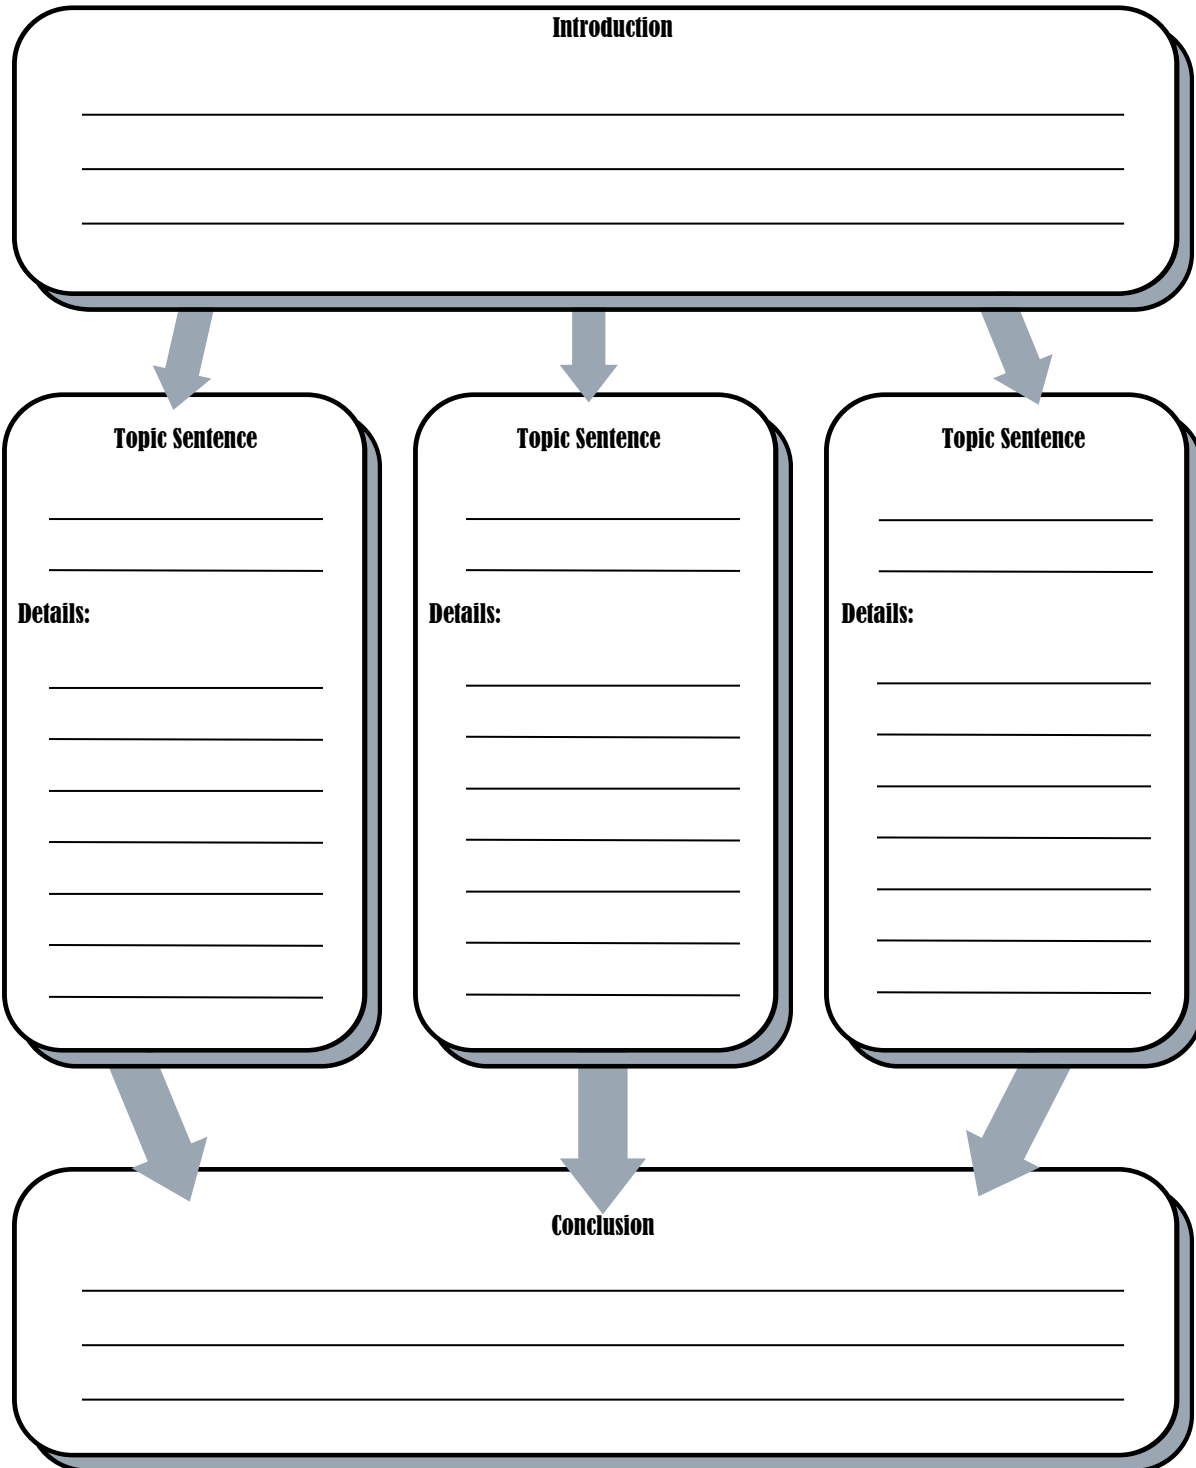 Introduction
Topic Sentence
Details:
Topic Sentence
Details:
Topic Sentence
Details:
Conclusion